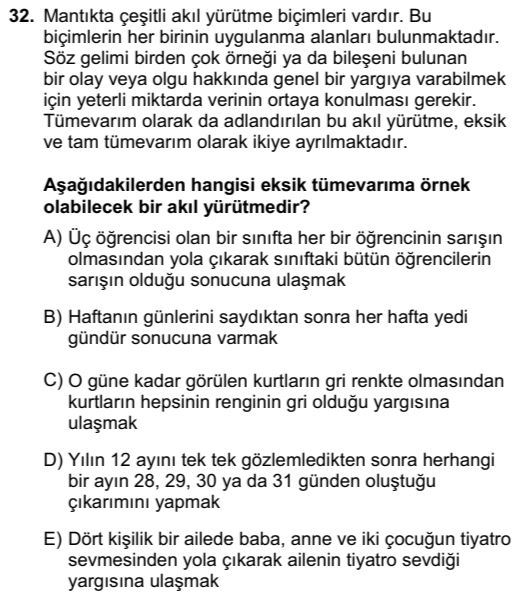 32. Mantıkta çeşitli akıl yürütme biçimleri vardır. Bu
biçimlerin her birinin uygulanma alanları bulunmaktadır.
Söz gelimi birden çok örneği ya da bileşeni bulunan
bir olay veya olgu hakkında genel bir yargıya varabilmek
için yeterli miktarda verinin ortaya konulması gerekir.
Tümevarım olarak da adlandırılan bu akıl yürütme, eksik
ve tam tümevarım olarak ikiye ayrılmaktadır.
Aşağıdakilerden hangisi eksik tümevarıma örnek
olabilecek bir akıl yürütmedir?
A) Üç öğrencisi olan bir sınıfta her bir öğrencinin sarışın
olmasından yola çıkarak sınıftaki bütün öğrencilerin
sarışın olduğu sonucuna ulaşmak
B) Haftanın günlerini saydıktan sonra her hafta yedi
gündür sonucuna varmak
C) O güne kadar görülen kurtların gri renkte olmasından
kurtların hepsinin renginin gri olduğu yargısına
ulaşmak
D) Yılın 12 ayını tek tek gözlemledikten sonra herhangi
bir ayın 28, 29, 30 ya da 31 günden oluştuğu
çıkarımını yapmak
E) Dört kişilik bir ailede baba, anne ve iki çocuğun tiyatro
sevmesinden yola çıkarak ailenin tiyatro sevdiği
yargısına ulaşmak